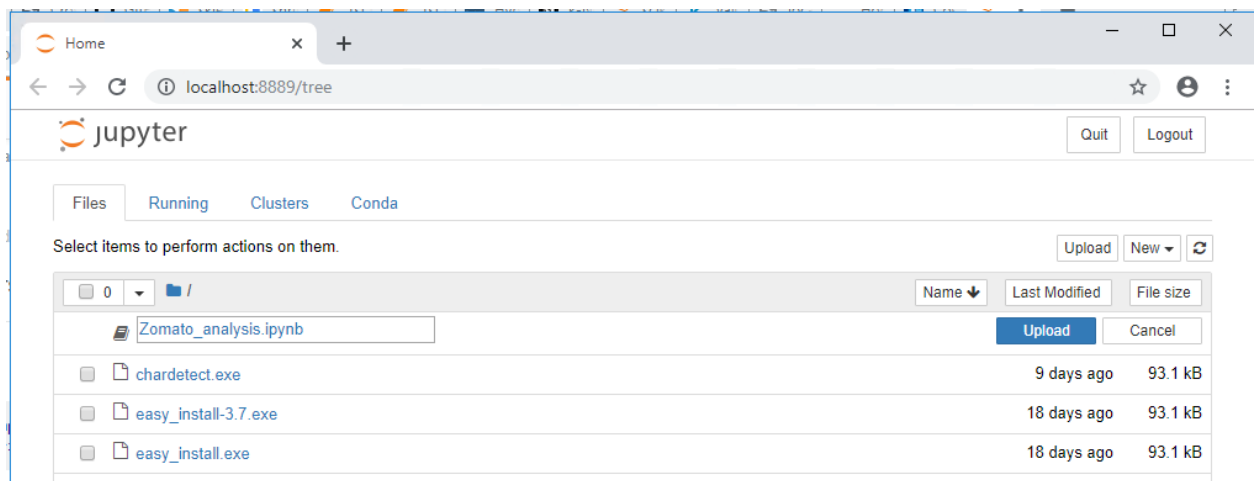 Home
localhost:8889/tree
jupyter
Quit Logout
Files Running Clusters Conda
Select items to perform actions on them.
Upload New
0 / Name Last Modified File size
Zomato_analysis.ipynb Upload Cancel
chardetect.exe 9 days ago 93.1 kB
easy_install-3.7.exe 18 days ago 93.1 kB
easy_install.exe 18 days ago 93.1 kB